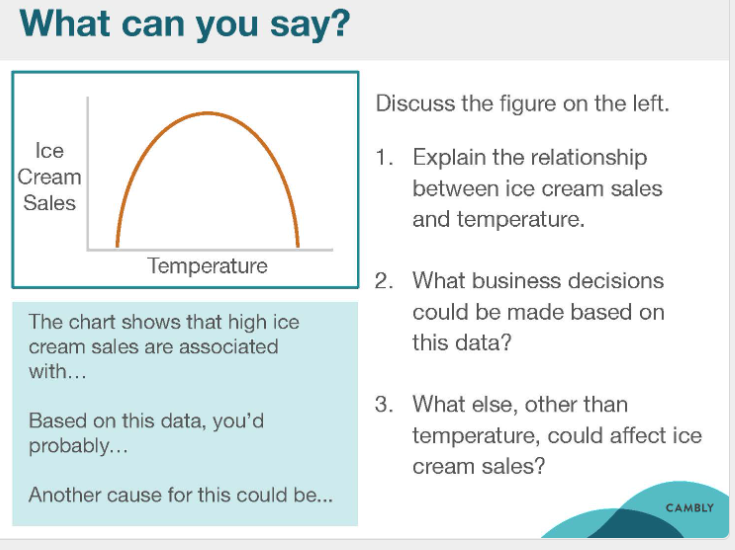 What can you say?
Ice
Cream
Sales
Temperature
The chart shows that high ice
cream sales are associated
with…
Based on this data, you’d
probably…
Another cause for this could be...
Discuss the figure on the left.
1. Explain the relationship
between ice cream sales
and temperature.
2. What business decisions
could be made based on
this data?
3. What else, other than
temperature, could affect ice
cream sales?
CAMBLY